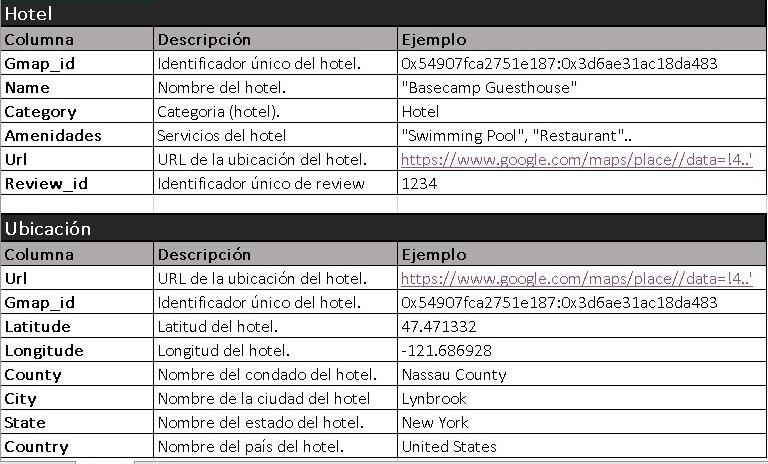 Hotel
Columna Descripción Ejemplo
Gmap_id Identificador único del hotel. 0x54907fca2751e187:0x3d6ae31ac18da483
Name Nombre del hotel. "Basecamp Guesthouse"
Category Categoria (hotel). Hotel
Amenidades Servicios del hotel "Swimming Pool", "Restaurant"..
Url URL de la ubicación del hotel. https://www.google.com/maps/place//data=!4..'
Review_id Identificador único de review 1234
Ubicación
Columna Descripción Ejemplo
Url URL de la ubicación del hotel. https://www.google.com/maps/place//data=!4..'
Gmap_id Identificador único del hotel. 0x54907fca2751e187:0x3d6ae31ac18da483
Latitude Latitud del hotel. 47.471332
Longitude Longitud del hotel. -121.686928
County Nombre del condado del hotel. Nassau County
City Nombre de la ciudad del hotel Lynbrook
State Nombre del estado del hotel. New York
Country Nombre del país del hotel. United States